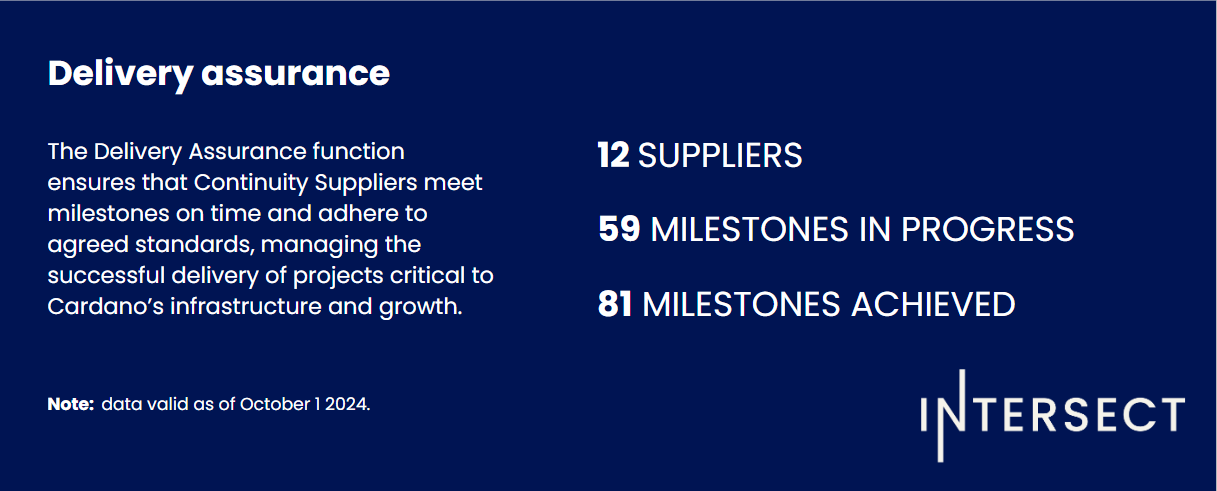 Delivery assurance
The Delivery Assurance function
ensures that Continuity Suppliers meet
milestones on time and adhere to
agreed standards, managing the
successful delivery of projects critical to
Cardano’s infrastructure and growth.
12 SUPPLIERS
59 MILESTONES IN PROGRESS
81 MILESTONES ACHIEVED
Note: data valid as of October 1 2024.
INTERSECT